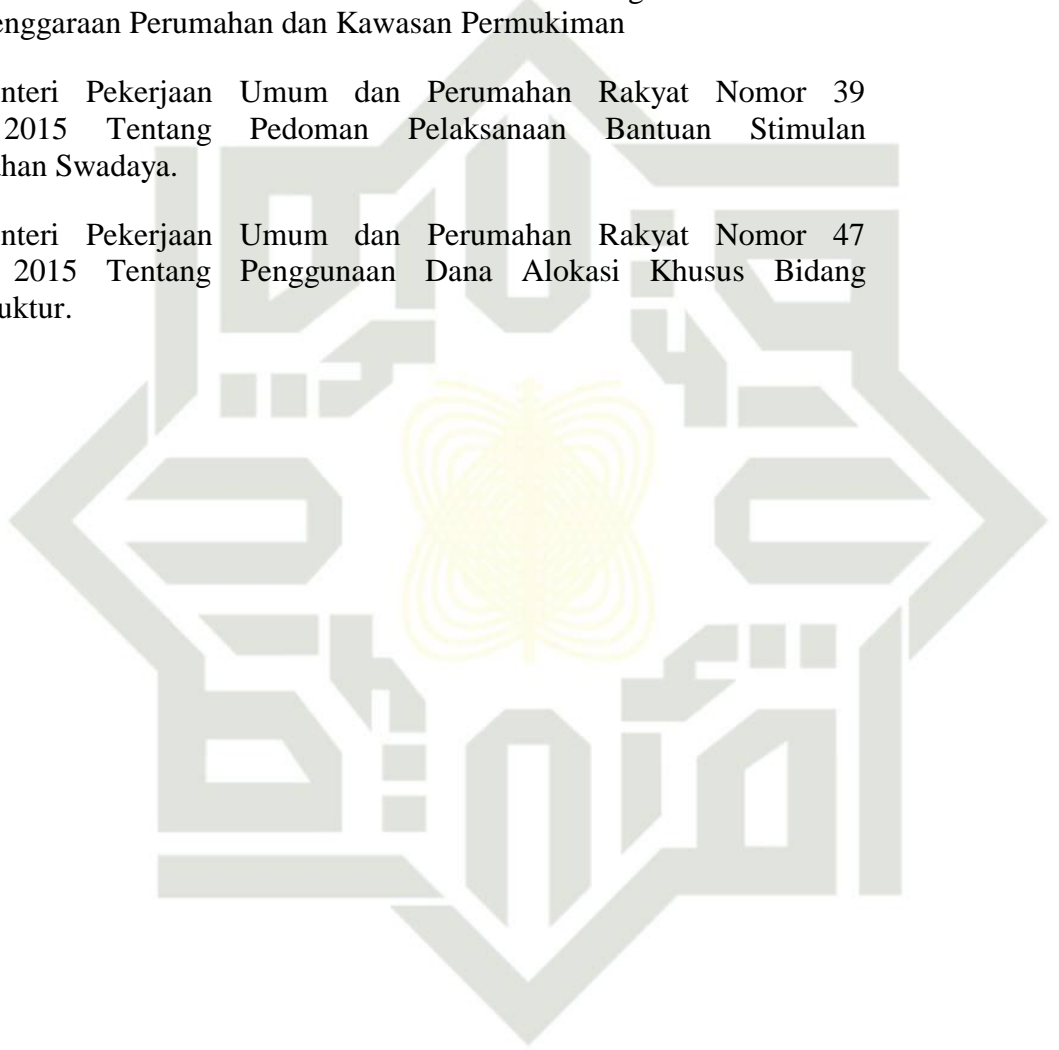 enggaraan Perumahan dan Kawasan Permukiman
nteri Pekerjaan Umum dan Perumahan Rakyat Nomor 39
2015 Tentang Pedoman Pelaksanaan Bantuan Stimulan
ahan Swadaya.
nteri Pekerjaan Umum dan Perumahan Rakyat Nomor 47
2015 Tentang Penggunaan Dana Alokasi Khusus Bidang
uktur.